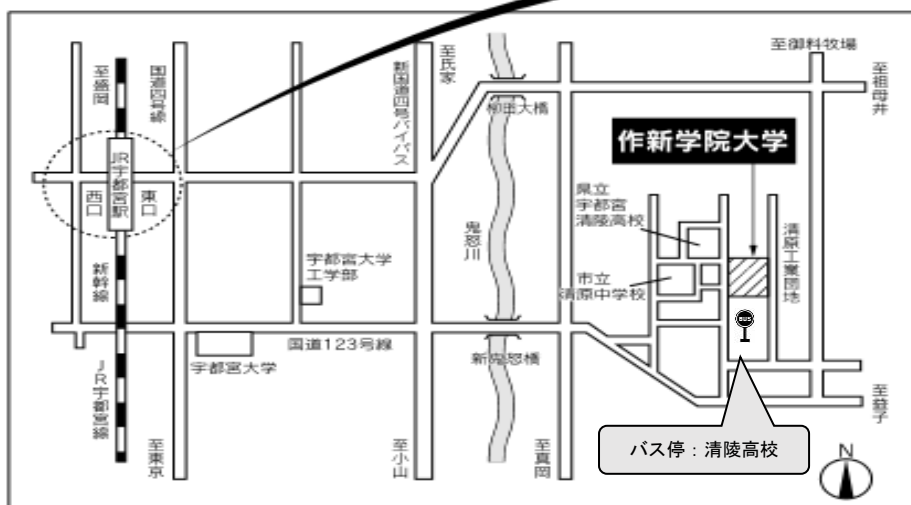 至盛岡
国道四号線
新国道四号バイパス
至氏家
柳田大橋
至御料牧場
至祖母井
作新学院大学
JR宇都宮駅
西口
東口
県立
宇都宮
清陵高校
鬼怒川
清原工業団地
新幹線
宇都宮大学
工学部
市立
清原中学校
国道123号線
宇都宮大学
新鬼怒橋
JR宇都宮線
至東京
至小山
至真岡
至益子
バス停:清陵高校
N